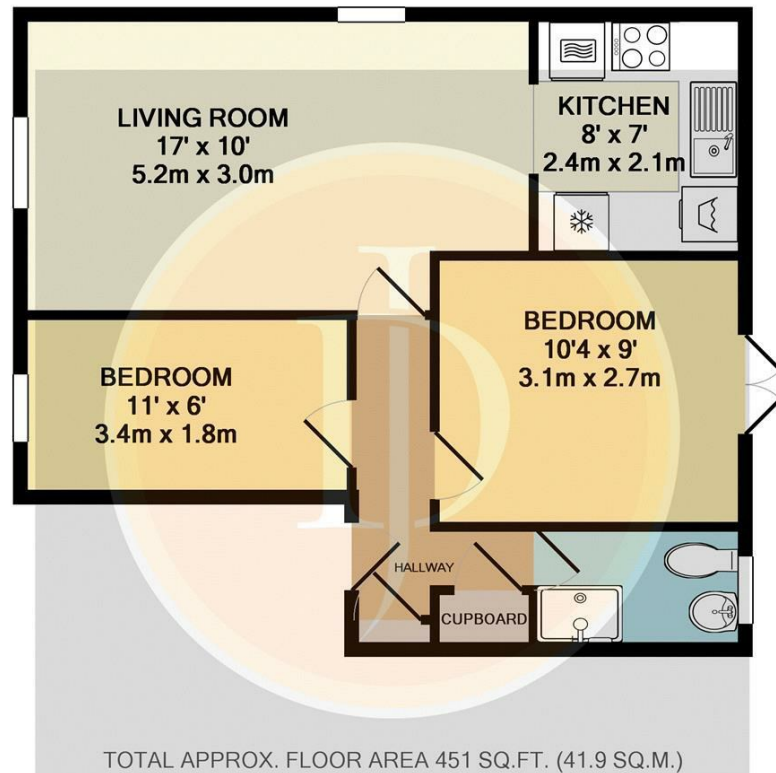 LIVING ROOM
17' x 10'
5.2m x 3.0m
KITCHEN
8' x 7'
2.4m x 2.1m
BEDROOM
10'4 x 9'
3.1m x 2.7m
BEDROOM
11' x 6'
3.4m x 1.8m
HALLWAY
CUPBOARD
TOTAL APPROX. FLOOR AREA 451 SQ.FT. (41.9 SQ.M.)